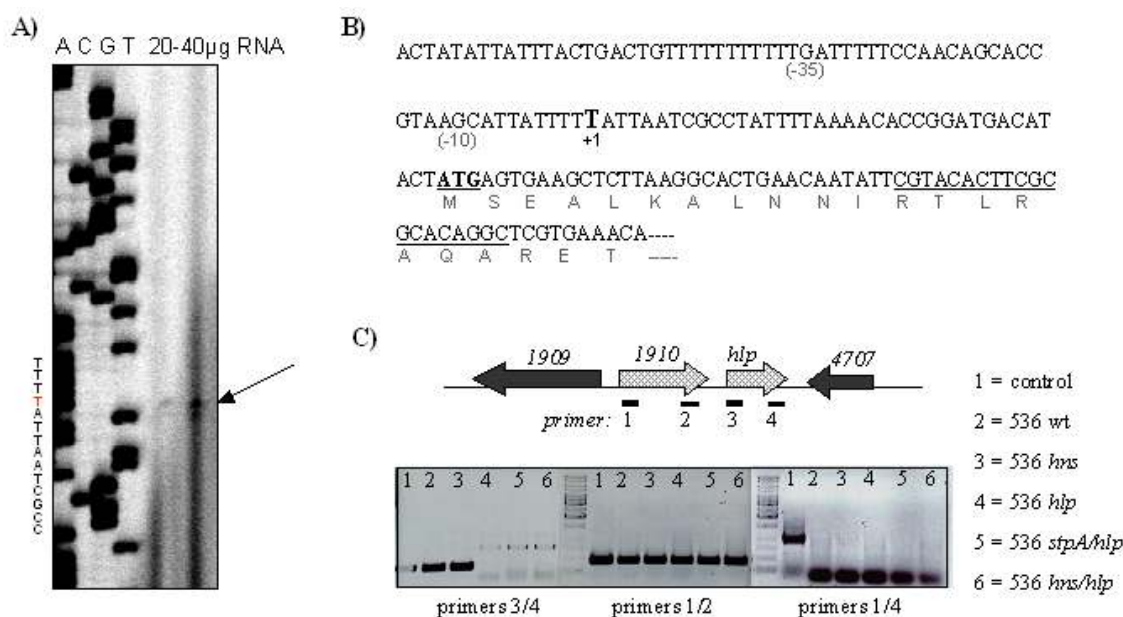 A)
A C G T 20-40µg RNA
T
T
T
T
A
T
T
A
A
T
C
G
C
C
B)
ACTATATTATTTACTGACTGTTTTTTTTTTTGATTTTTCCAACAGCACC
(-35)
GTAAGCATTATTTTTATTAATCGCCTATTTTAAAACACCGGATGACAT
(-10)
+1
ACTATGAGTGAAGCTCTTAAGGCACTGAACAATATTCGTACACTTCGC
M S E A L K A L N N I R T L R
GCACAGGCTCGTGAAACA----
A Q A R E T ----
C)
1909 1910 hlp 4707
primer: 1 2 3 4
1 2 3 4 5 6 1 2 3 4 5 6 1 2 3 4 5 6
primers 3/4 primers 1/2 primers 1/4
1 = control
2 = 536 wt
3 = 536 hns
4 = 536 hlp
5 = 536 stpA/hlp
6 = 536 hns/hlp